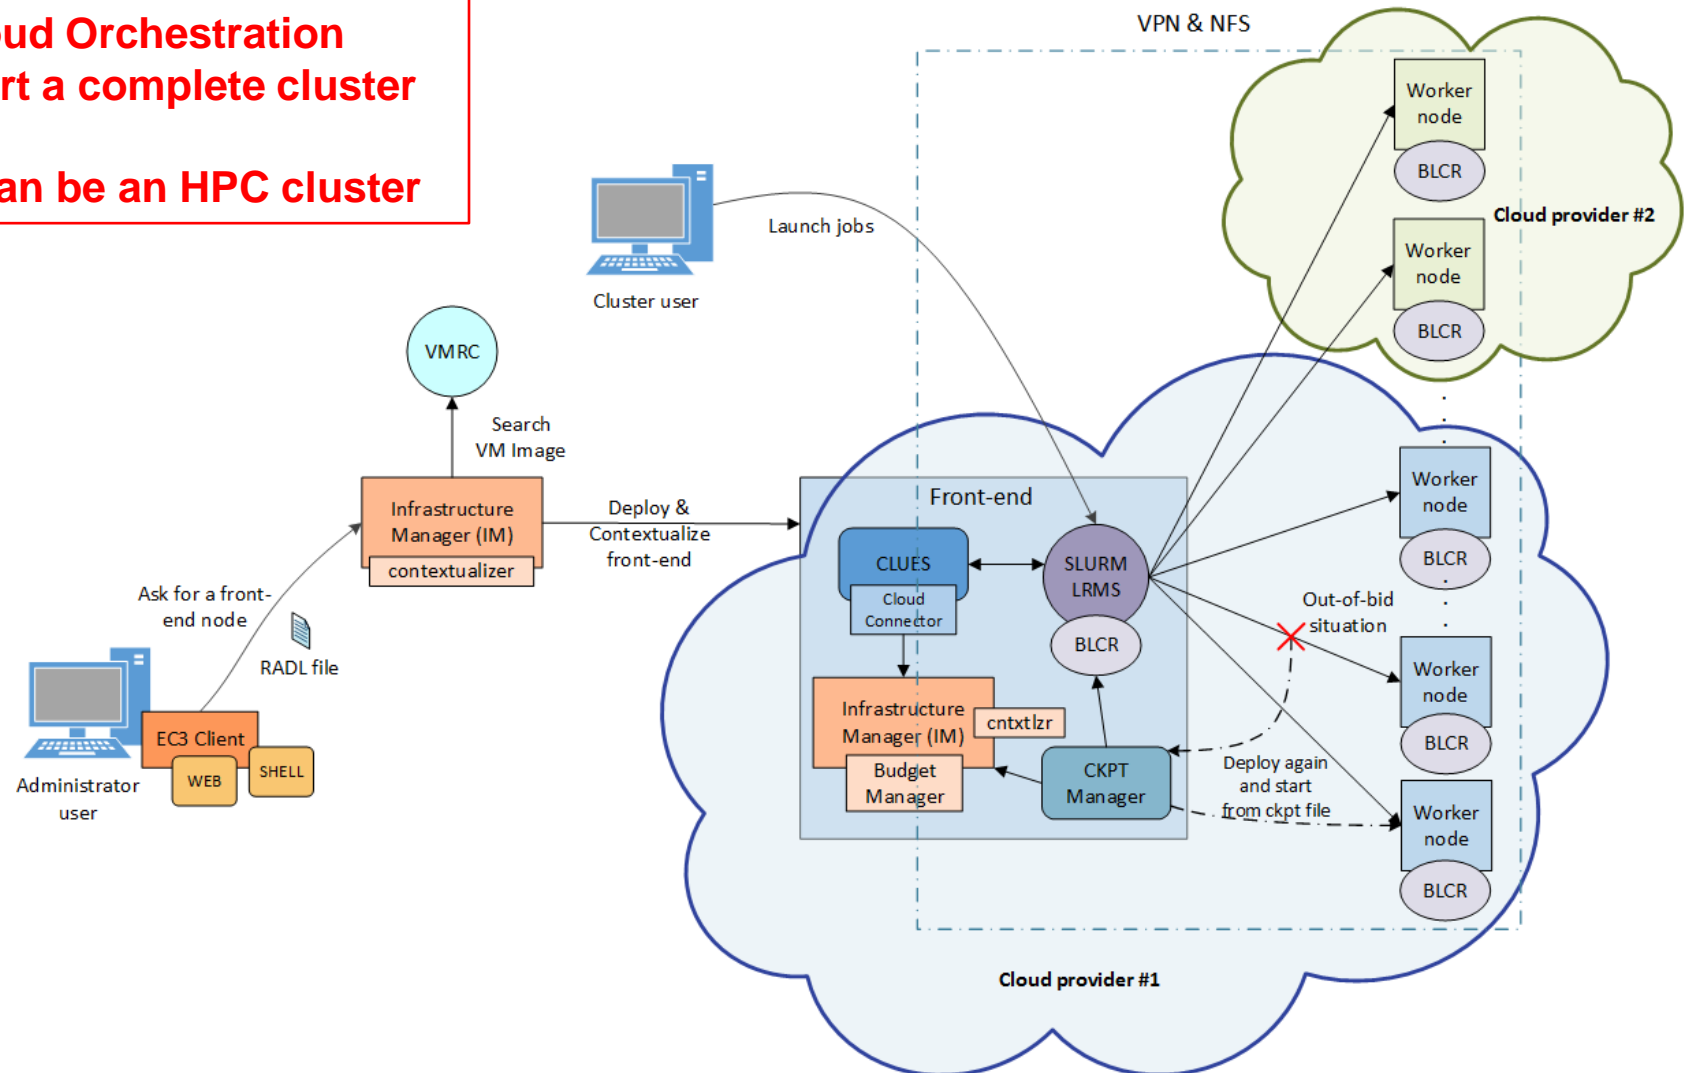 oud Orchestration
rt a complete cluster
an be an HPC cluster
VPN & NFS
Worker
node
BLCR
Cloud provider #2
Worker
node
BLCR
Launch jobs
Cluster user
VMRC
Search
VM Image
Infrastructure
Manager (IM)
contextualizer
Deploy &
Contextualize
front-end
Ask for a front-
end node
RADL file
EC3 Client
WEB
SHELL
Administrator
user
Front-end
CLUES
Cloud
Connector
SLURM
LRMS
BLCR
Infrastructure
Manager (IM)
cntxtlzr
Budget
Manager
CKPT
Manager
Out-of-bid
situation
Deploy again
and start
from ckpt file
Worker
node
BLCR
Worker
node
BLCR
Worker
node
BLCR
Cloud provider #1